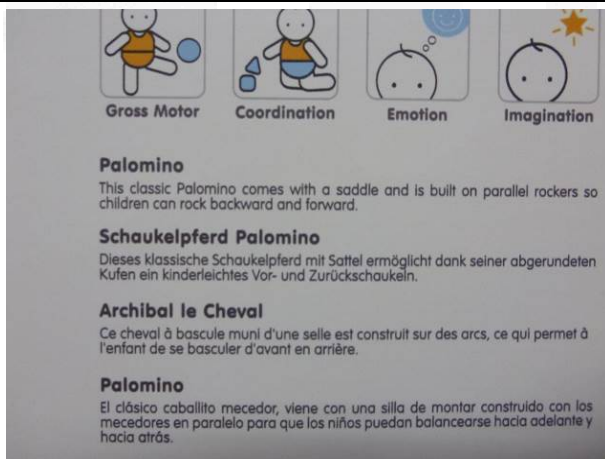 Gross Motor
Coordination
Emotion
Imagination
Palomino
This classic Palomino comes with a saddle and is built on parallel rockers so
children can rock backward and forward.
Schaukelpferd Palomino
Dieses klassische Schaukelpferd mit Sattel ermöglicht dank seiner abgerundeten
Kufen ein kinderleichtes Vor- und Zurückschaukeln.
Archibal le Cheval
Ce cheval à bascule muni d'une selle est construit sur des arcs, ce qui permet à
l'enfant de se basculer d'avant en arrière.
Palomino
El clásico caballito mecedor, viene con una silla de montar construido con los
mecedores en paralelo para que los niños puedan balancearse hacia adelante y
hacia atrás.